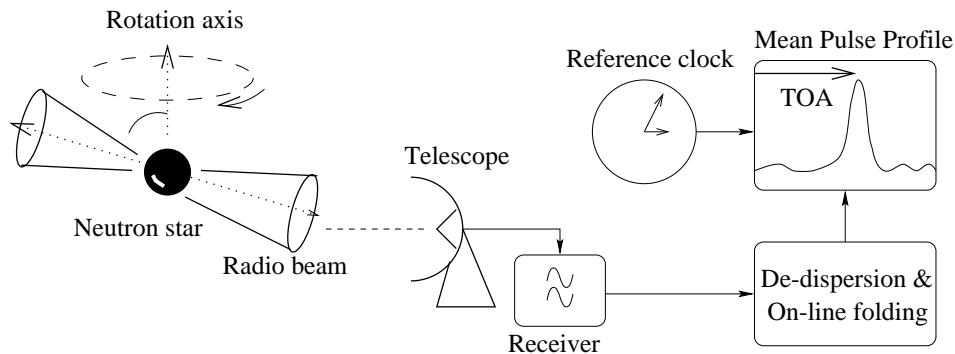 Rotation axis
Neutron star
Radio beam
Telescope
Receiver
Reference clock
Mean Pulse Profile
TOA
De-dispersion &
On-line folding